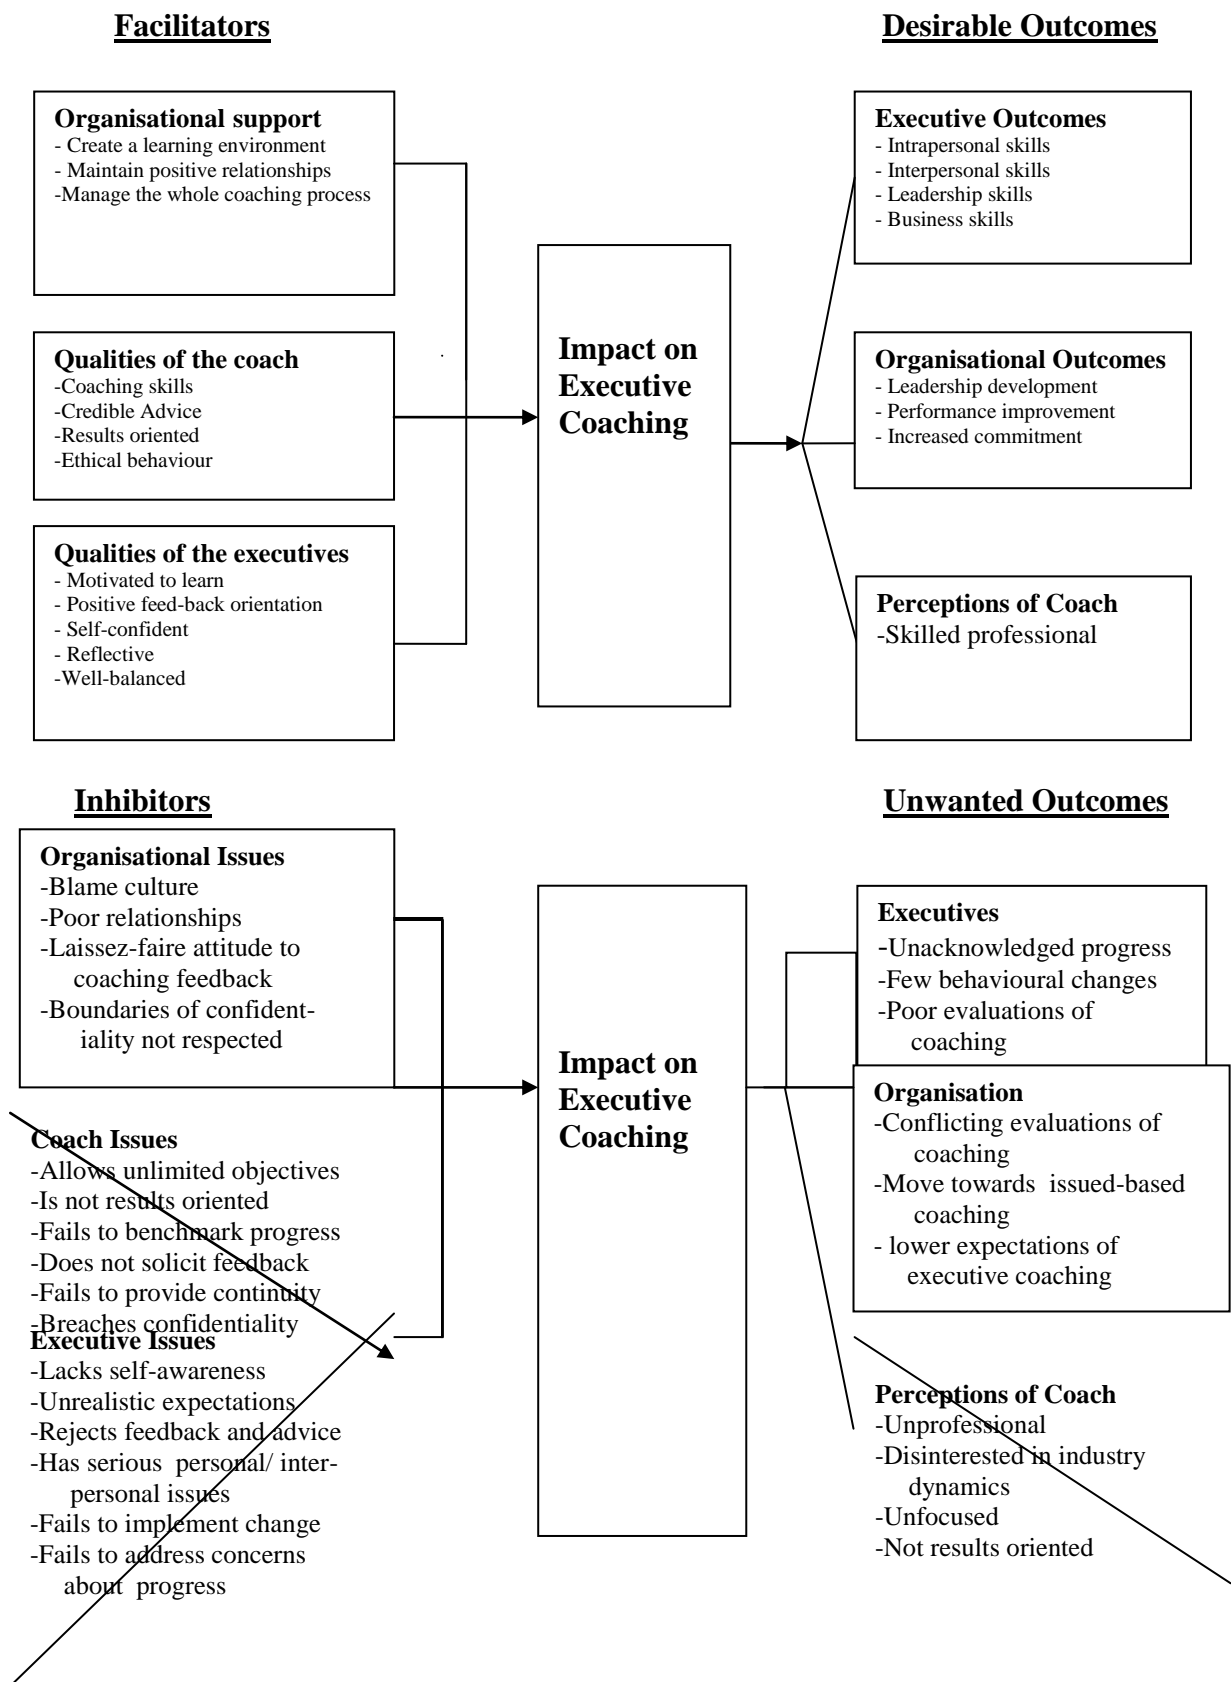 Facilitators
Desirable Outcomes
Organisational support
- Create a learning environment
- Maintain positive relationships
-Manage the whole coaching process
Executive Outcomes
- Intrapersonal skills
- Interpersonal skills
- Leadership skills
- Business skills
Qualities of the coach
-Coaching skills
-Credible Advice
-Results oriented
-Ethical behaviour
Impact on
Executive
Coaching
Organisational Outcomes
- Leadership development
- Performance improvement
- Increased commitment
Qualities of the executives
- Motivated to learn
- Positive feed-back orientation
- Self-confident
- Reflective
-Well-balanced
Perceptions of Coach
-Skilled professional
Inhibitors
Unwanted Outcomes
Organisational Issues
-Blame culture
-Poor relationships
-Laissez-faire attitude to
coaching feedback
-Boundaries of confident-
iality not respected
Executives
-Unacknowledged progress
-Few behavioural changes
-Poor evaluations of
coaching
Impact on
Executive
Coaching
Organisation
-Conflicting evaluations of
coaching
-Move towards  issued-based
coaching
- lower expectations of
executive coaching
Coach Issues
-Allows unlimited objectives
-Is not results oriented
-Fails to benchmark progress
-Does not solicit feedback
-Fails to provide continuity
-Breaches confidentiality
Executive Issues
-Lacks self-awareness
-Unrealistic expectations
-Rejects feedback and advice
-Has serious  personal/ inter-
personal issues
-Fails to implement change
-Fails to address concerns
about  progress
Perceptions of Coach
-Unprofessional
-Disinterested in industry
dynamics
-Unfocused
-Not results oriented